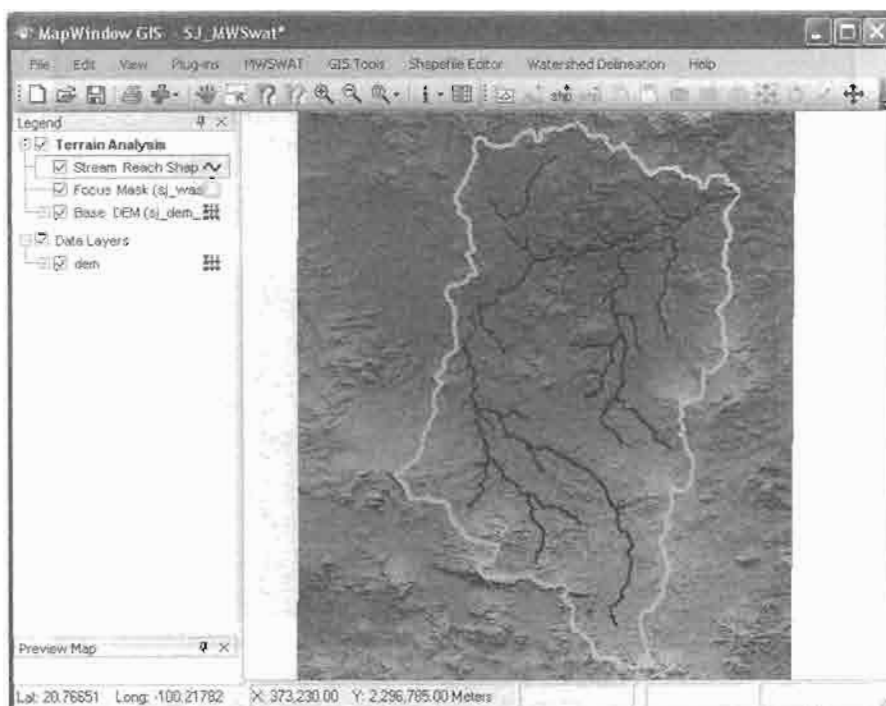 MapWindow GIS SJ_MWSwat*
File Edit View Plug-ins MWSWAT GIS Tools Shapefile Editor Watershed Delineation Help
Legend
Terrain Analysis
Stream Reach Shap
Focus Mask (sj_was
Base DEM (sj_dem_
Data Layers
dem
Preview Map
Lat: 20.76651 Long: -100.21782 X: 373,230.00 Y: 2,296,785.00 Meters